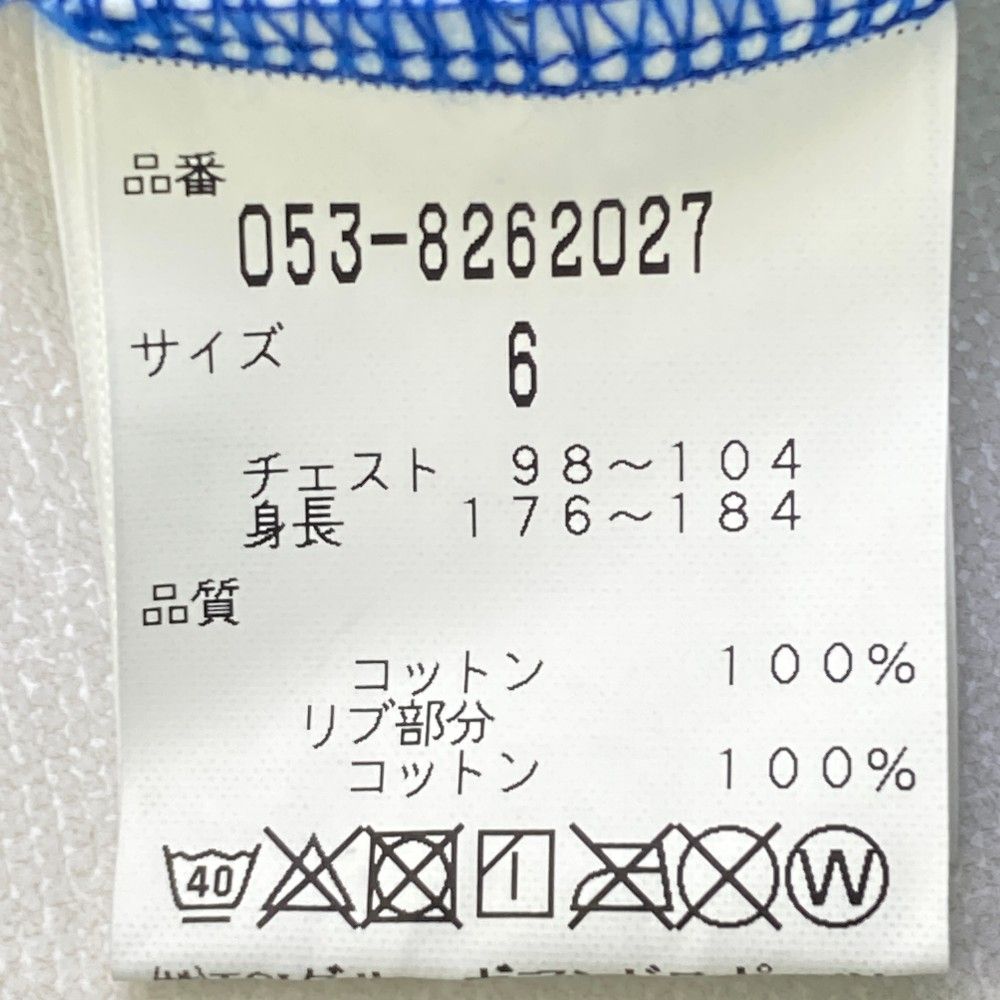 品番
053-8262027
サイズ 6
チェスト 98～104
身長 176～184
品質
コットン 100%
リブ部分
コットン 100%
40
W